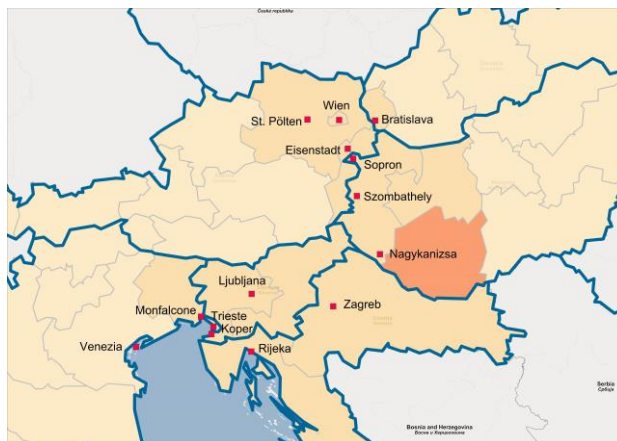 Česká republika
Wien
St. Pölten
Bratislava
Eisenstadt
Sopron
Szombathely
Nagykanizsa
Ljubljana
Zagreb
Monfalcone
Trieste
Koper
Venezia
Rijeka
Serbia
Србија
Bosnia and Herzegovina
Босна и Херцеговина